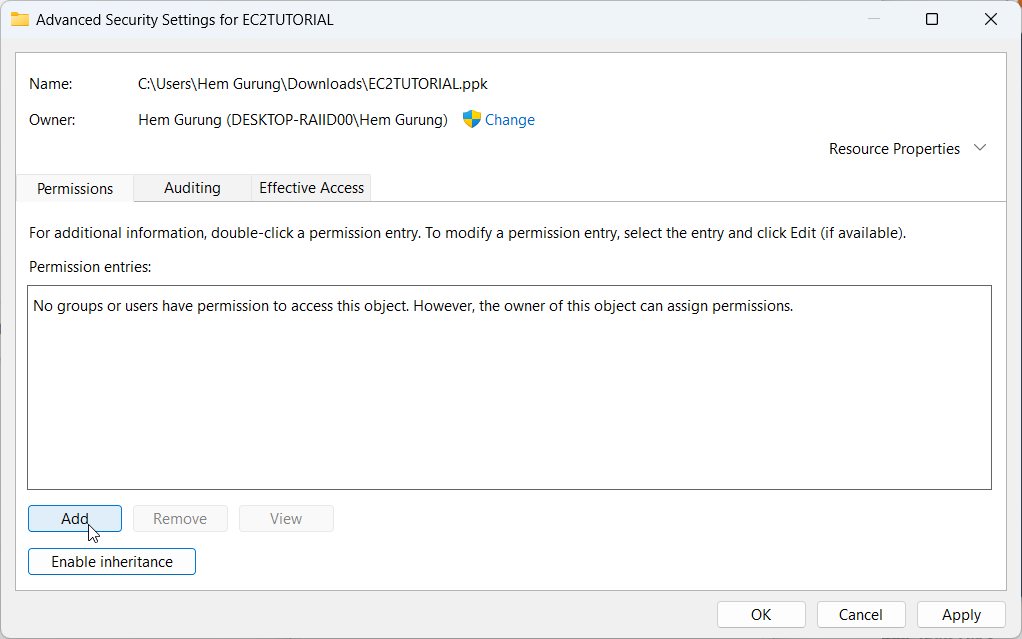 Advanced Security Settings for EC2TUTORIAL
Name: C:\Users\Hem Gurung\Downloads\EC2TUTORIAL.ppk
Owner: Hem Gurung (DESKTOP-RAIID00\Hem Gurung) Change
Resource Properties
Permissions Auditing Effective Access
For additional information, double-click a permission entry. To modify a permission entry, select the entry and click Edit (if available).
Permission entries:
No groups or users have permission to access this object. However, the owner of this object can assign permissions.
Add Remove View
Enable inheritance
OK Cancel Apply